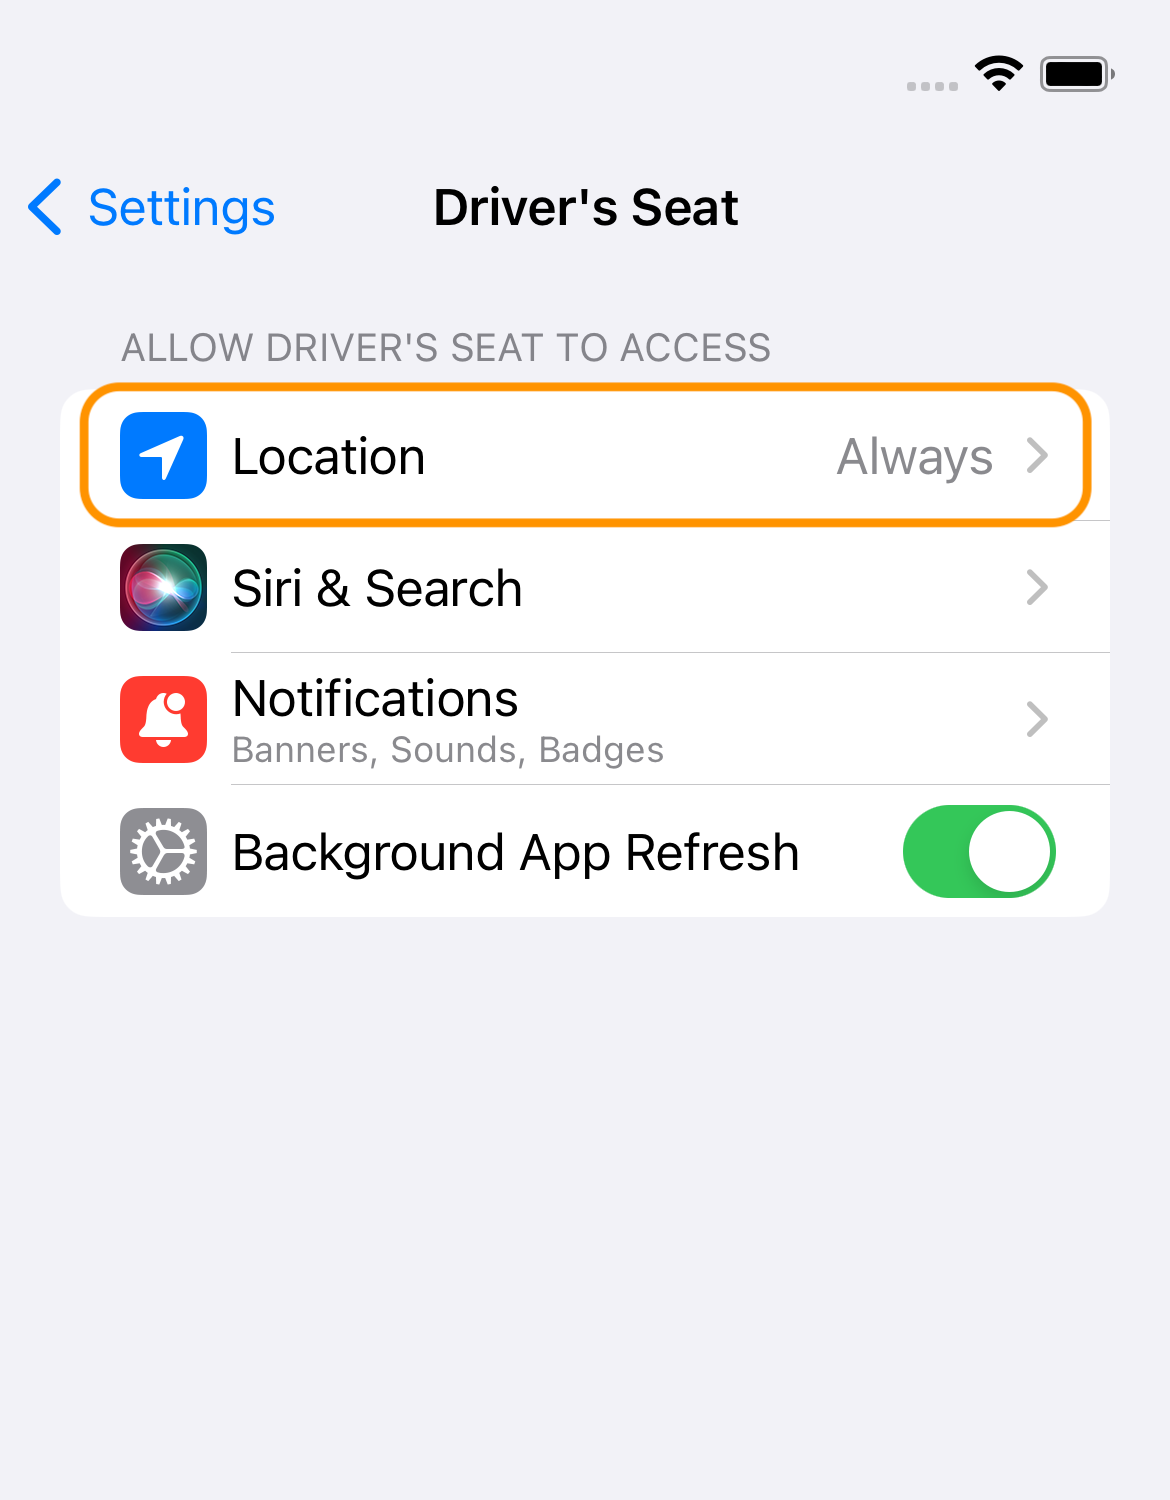 Settings
Driver's Seat
ALLOW DRIVER'S SEAT TO ACCESS
Location
Always
Siri & Search
Notifications
Banners, Sounds, Badges
Background App Refresh